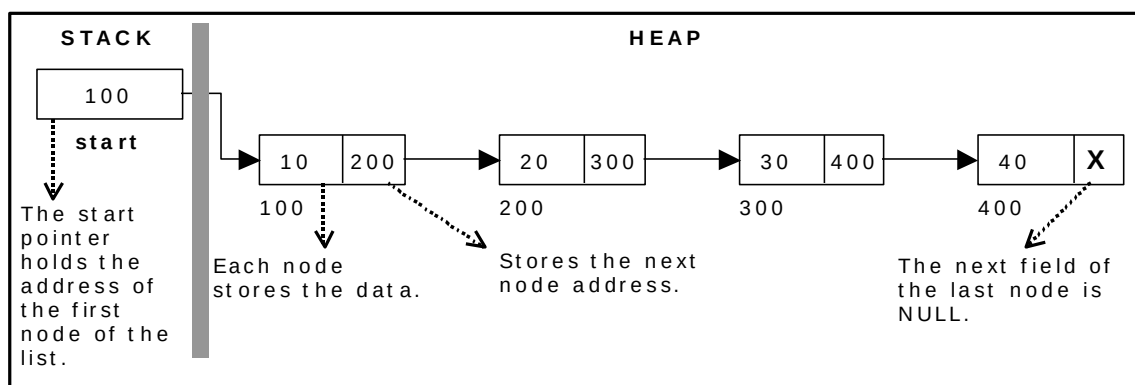 STACK
HEAP
100
start
10 200
20 300
30 400
40 X
100
200
300
400
The start
pointer
holds the
address of
the first
node of the
list.
Each node
stores the data.
Stores the next
node address.
The next field of
the last node is
NULL.